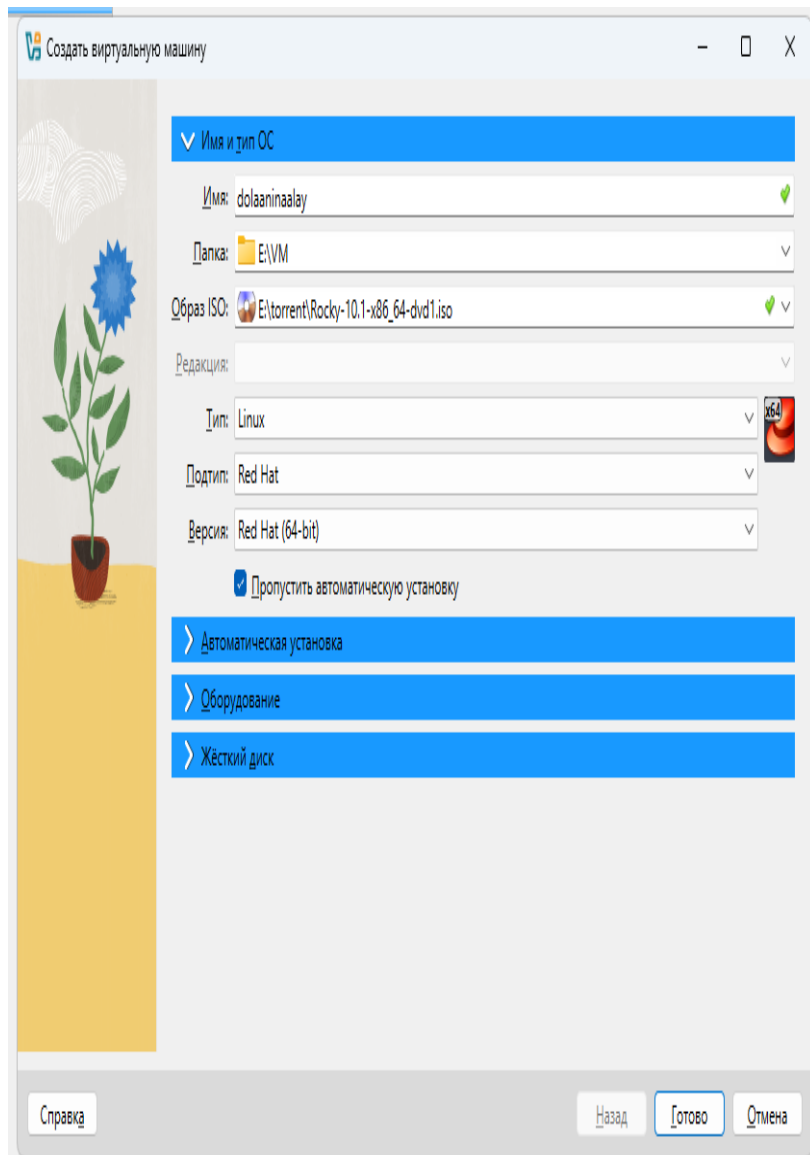 Создать виртуальную машину
Имя и тип ОС
Имя: dolaaninaalay
Папка: E:\VM
Образ ISO: E:\torrent\Rocky-10.1-x86_64-dvd1.iso
Редакция:
Тип: Linux
x64
Подтип: Red Hat
Версия: Red Hat (64-bit)
Пропустить автоматическую установку
Автоматическая установка
Оборудование
Жёсткий диск
Справка Назад Готово Отмена